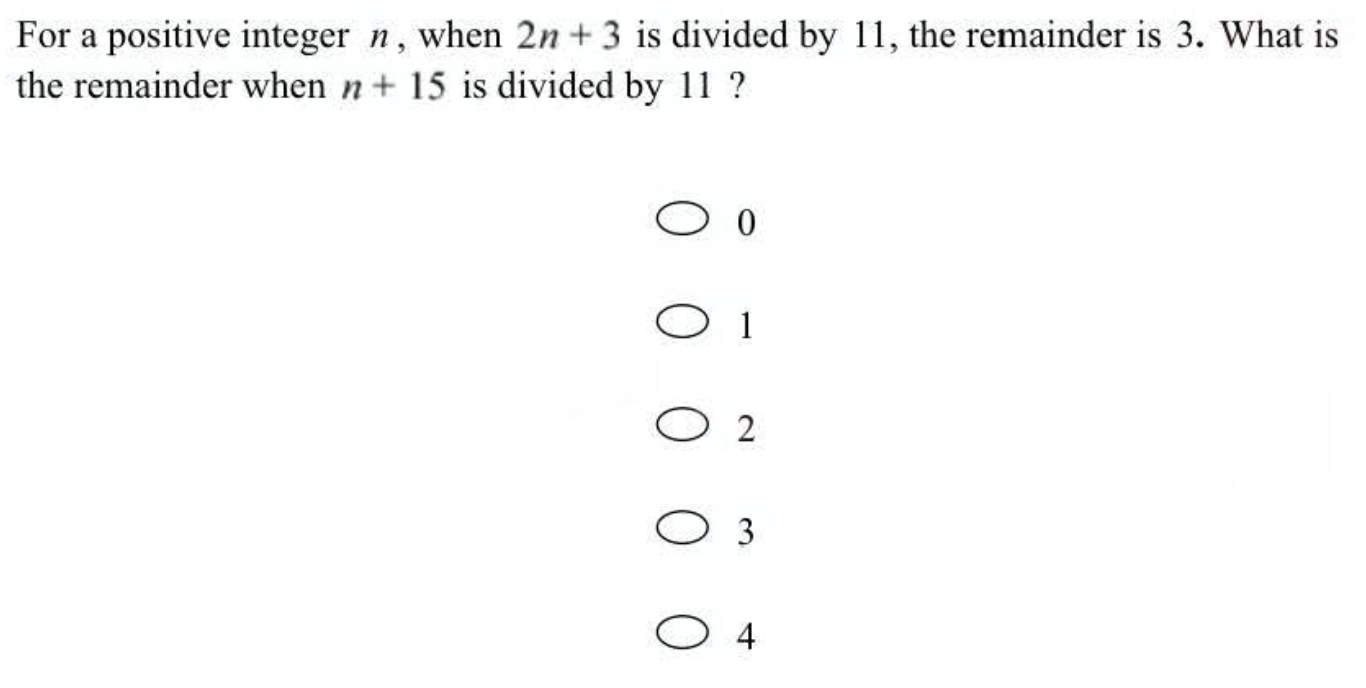 For a positive integer n, when 2n + 3 is divided by 11, the remainder is 3. What is
the remainder when n + 15 is divided by 11 ?
0
1
2
3
4